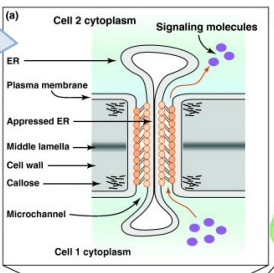 (a)
Cell 2 cytoplasm
Signaling molecules
ER
Plasma membrane
Appressed ER
Middle lamella
Cell wall
Callose
Microchannel
Cell 1 cytoplasm